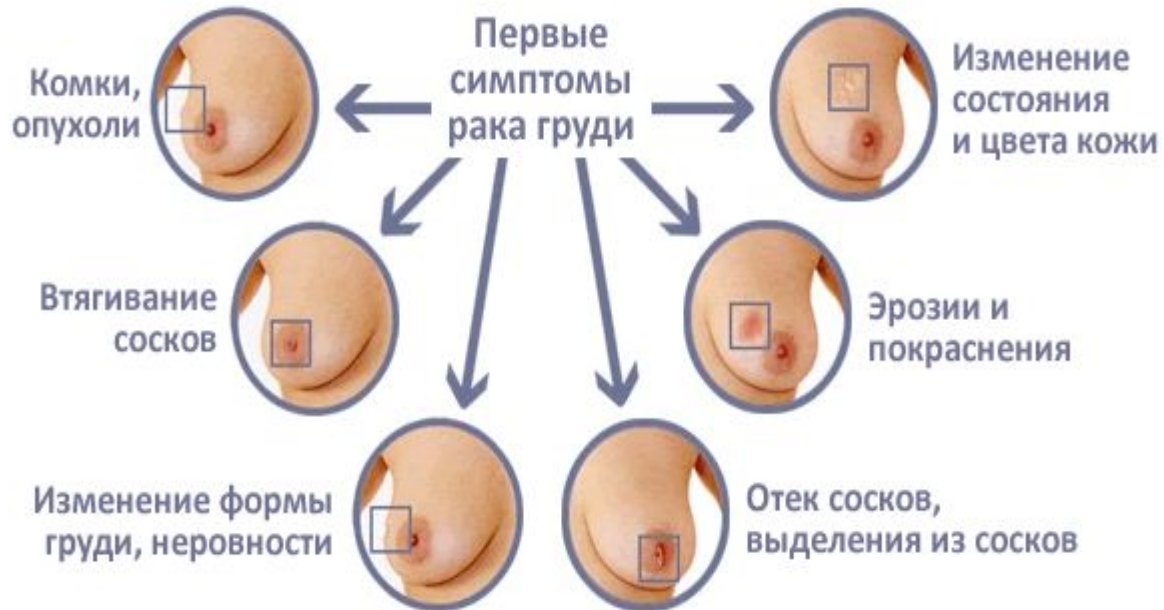 Первые
симптомы
рака груди
Комки,
опухоли
Изменение
состояния
и цвета кожи
Втягивание
сосков
Эрозии и
покраснения
Изменение формы
груди, неровности
Отек сосков,
выделения из сосков